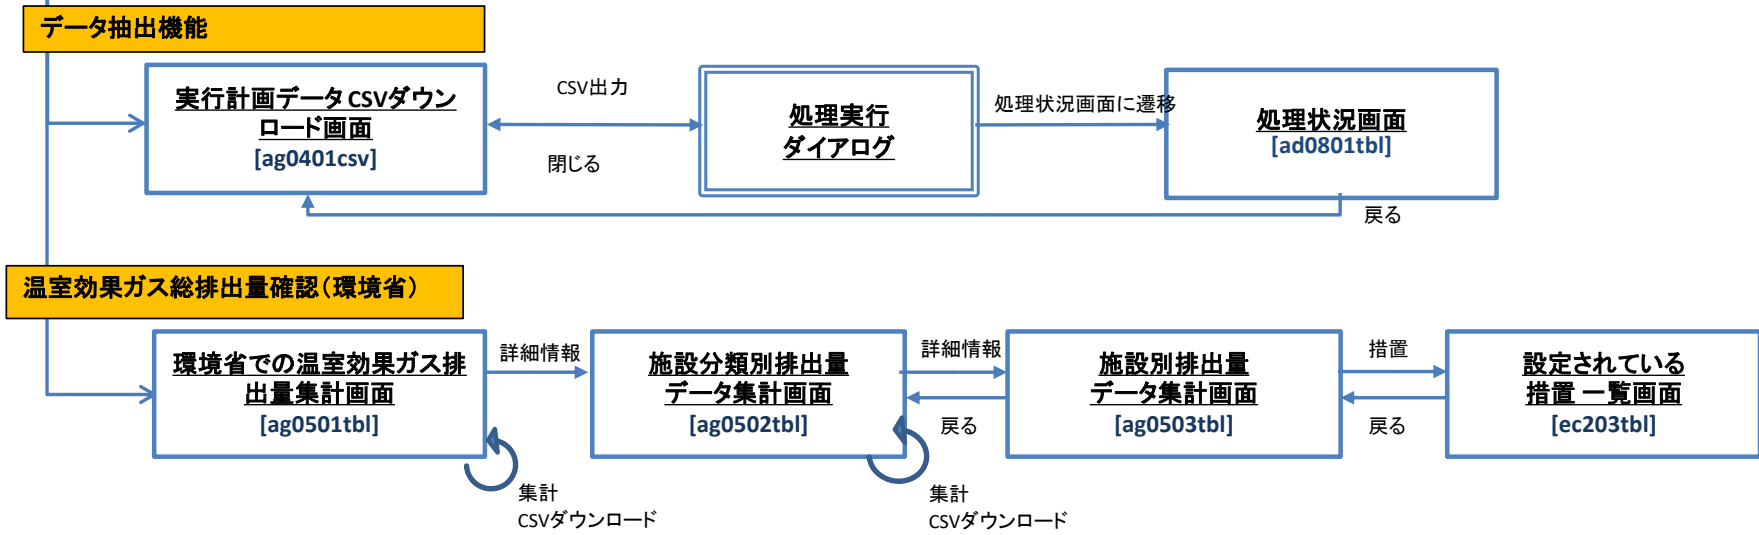 データ抽出機能
実行計画データCSVダウン
ロード画面
[ag0401csv]
CSV出力
閉じる
処理実行
ダイアログ
処理状況画面に遷移
処理状況画面
[ad0801tbl]
戻る
温室効果ガス総排出量確認(環境省)
環境省での温室効果ガス排
出量集計画面
[ag0501tbl]
集計
CSVダウンロード
詳細情報
施設分類別排出量
データ集計画面
[ag0502tbl]
集計
CSVダウンロード
詳細情報
戻る
施設別排出量
データ集計画面
[ag0503tbl]
措置
戻る
設定されている
措置 一覧画面
[ec203tbl]